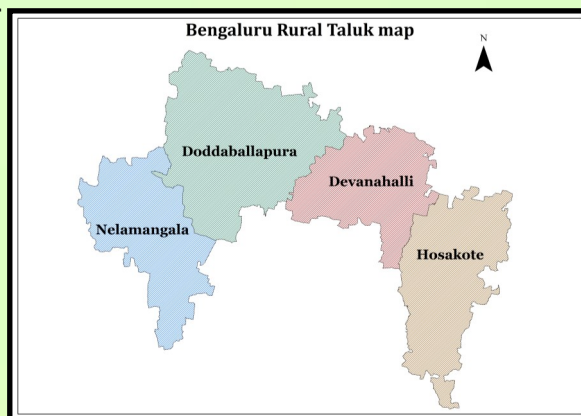 Bengaluru Rural Taluk map
N
Doddaballapura
Devanahalli
Nelamangala
Hosakote